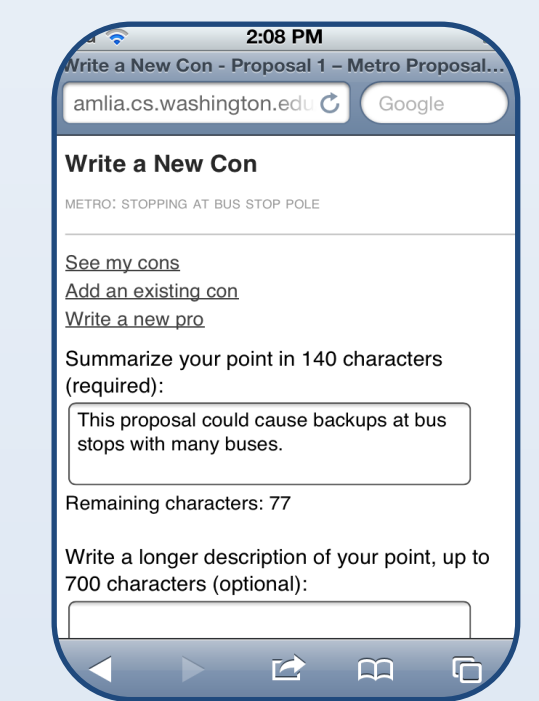 2:08 PM
Write a New Con - Proposal 1 – Metro Proposal...
amlia.cs.washington.edu
Google
Write a New Con
METRO: STOPPING AT BUS STOP POLE
See my cons
Add an existing con
Write a new pro
Summarize your point in 140 characters
(required):
This proposal could cause backups at bus
stops with many buses.
Remaining characters: 77
Write a longer description of your point, up to
700 characters (optional):